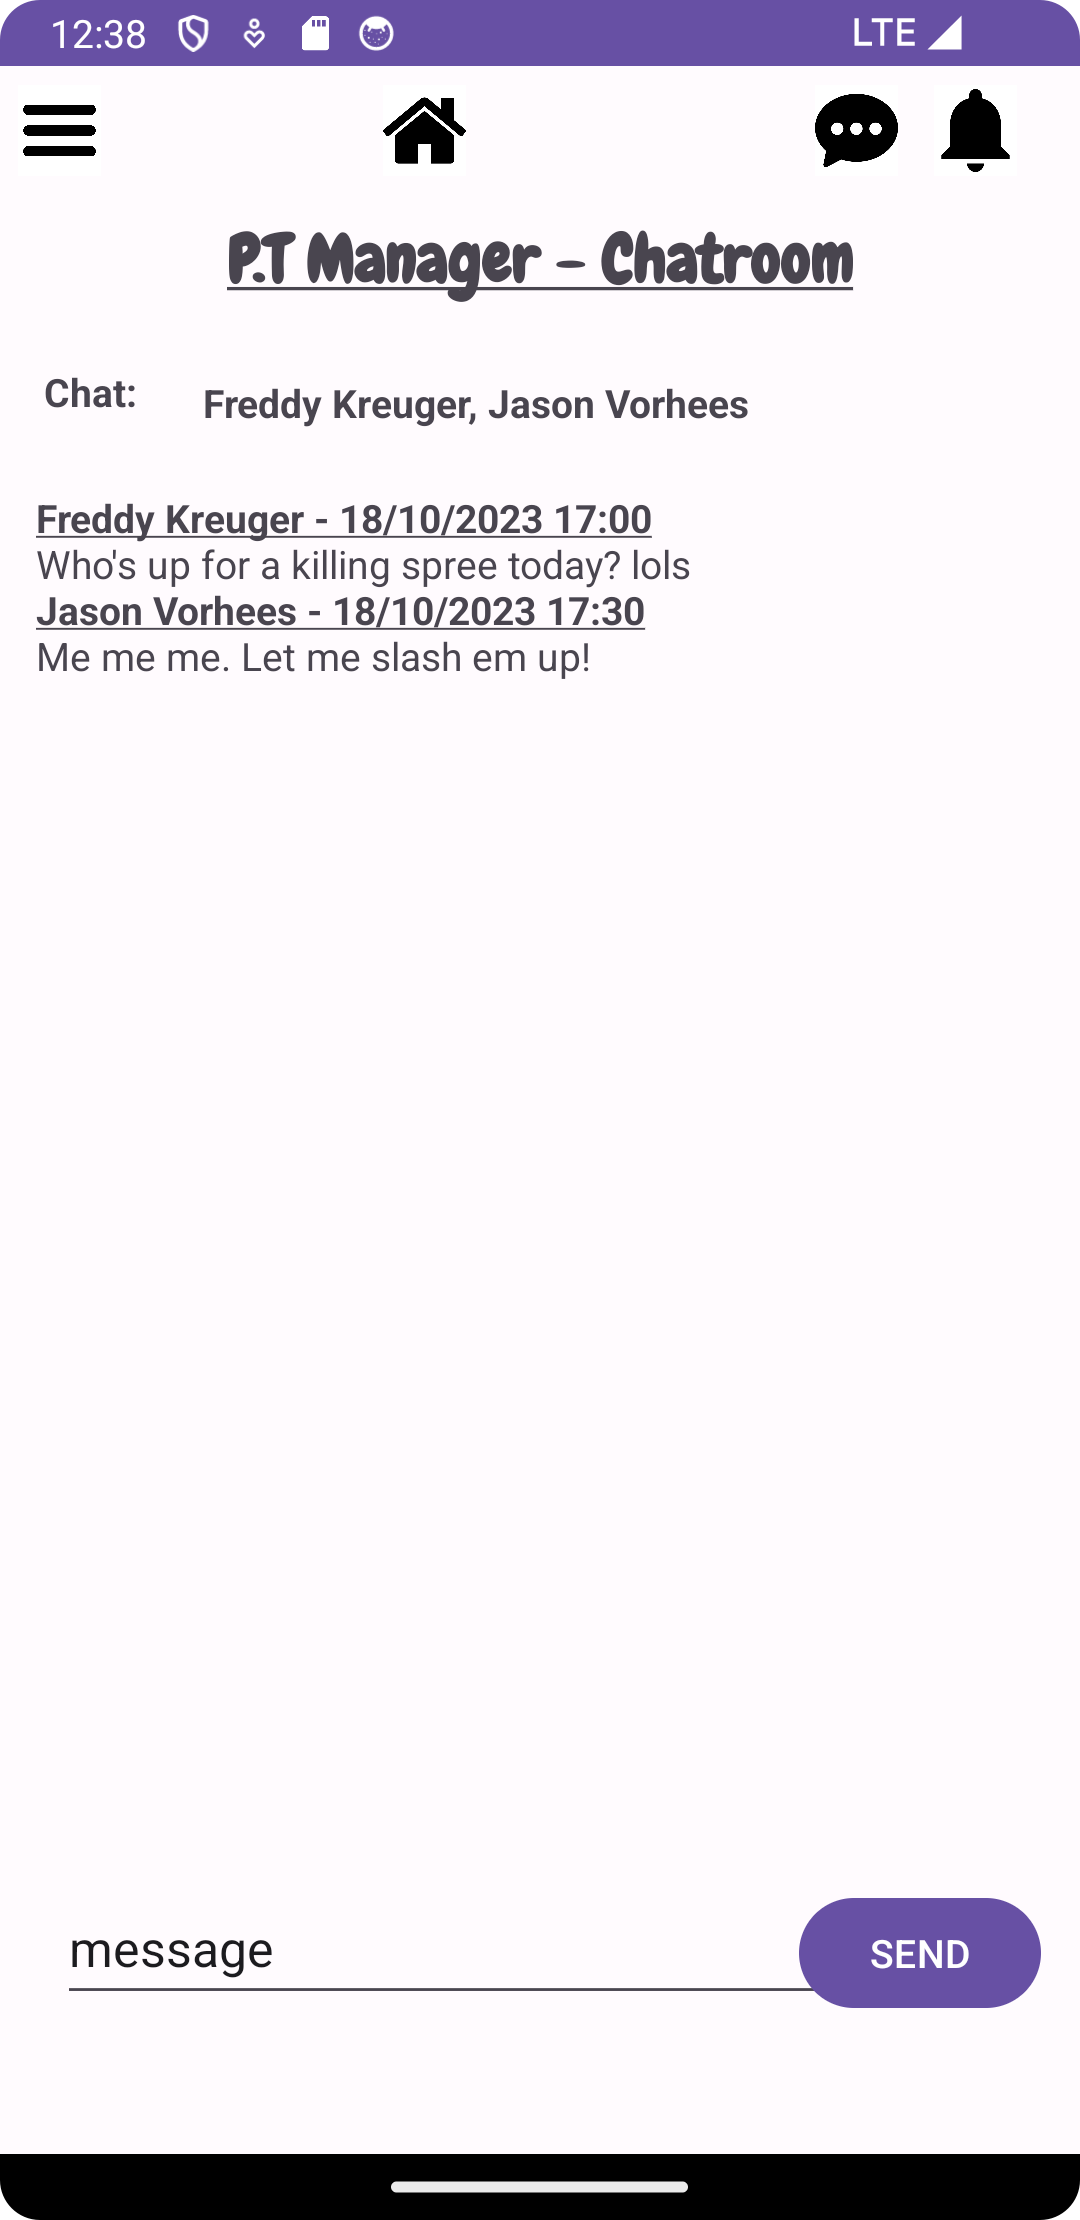 12:38 LTE
P.T Manager - Chatroom
Chat: Freddy Kreuger, Jason Vorhees
Freddy Kreuger - 18/10/2023 17:00
Who's up for a killing spree today? lols
Jason Vorhees - 18/10/2023 17:30
Me me me. Let me slash em up!
message SEND